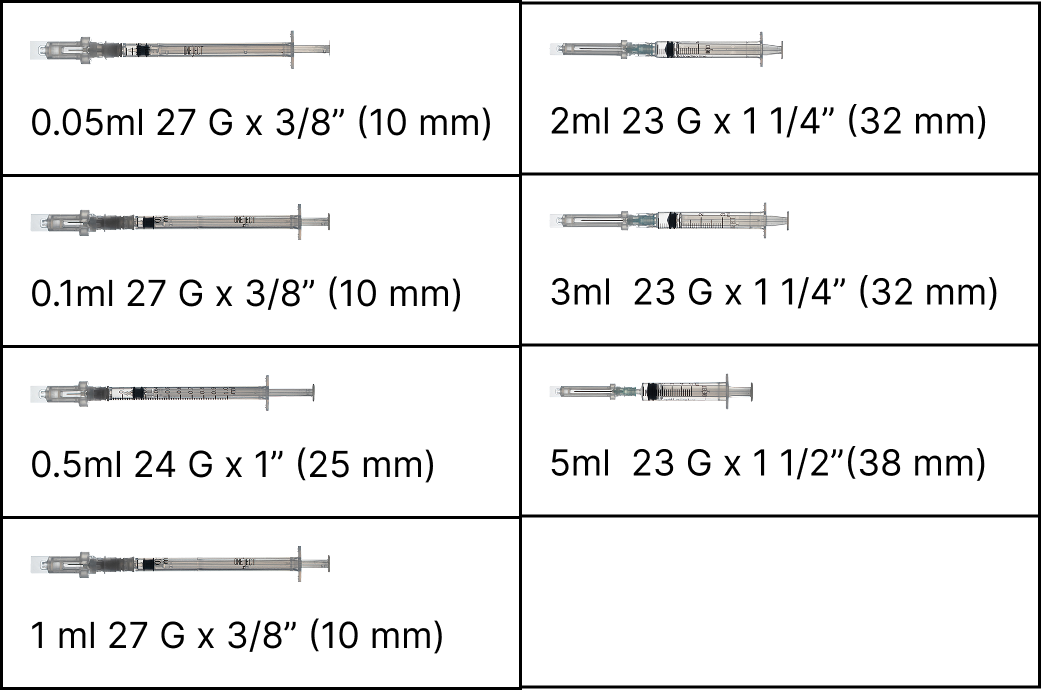 0.05ml 27 G x 3/8” (10 mm)
0.1ml 27 G x 3/8” (10 mm)
0.5ml 24 G x 1” (25 mm)
1 ml 27 G x 3/8” (10 mm)
2ml 23 G x 1 1/4” (32 mm)
3ml  23 G x 1 1/4” (32 mm)
5ml  23 G x 1 1/2”(38 mm)